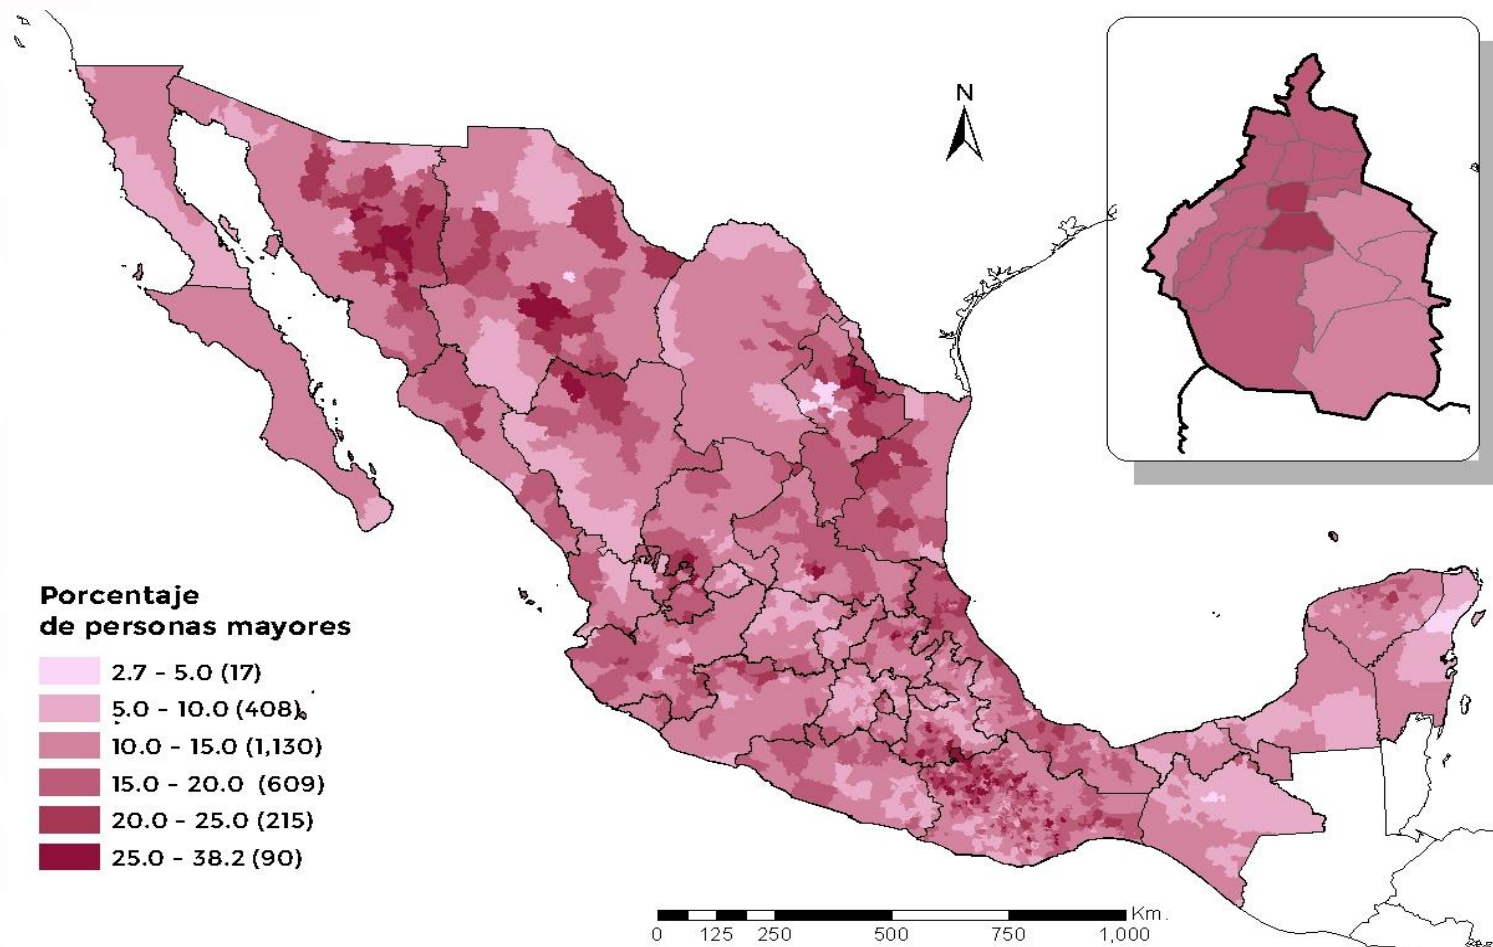 N
Porcentaje
de personas mayores
2.7 - 5.0 (17)
5.0 - 10.0 (408)
10.0 - 15.0 (1,130)
15.0 - 20.0 (609)
20.0 - 25.0 (215)
25.0 - 38.2 (90)
Km.
0 125 250 500 750 1,000